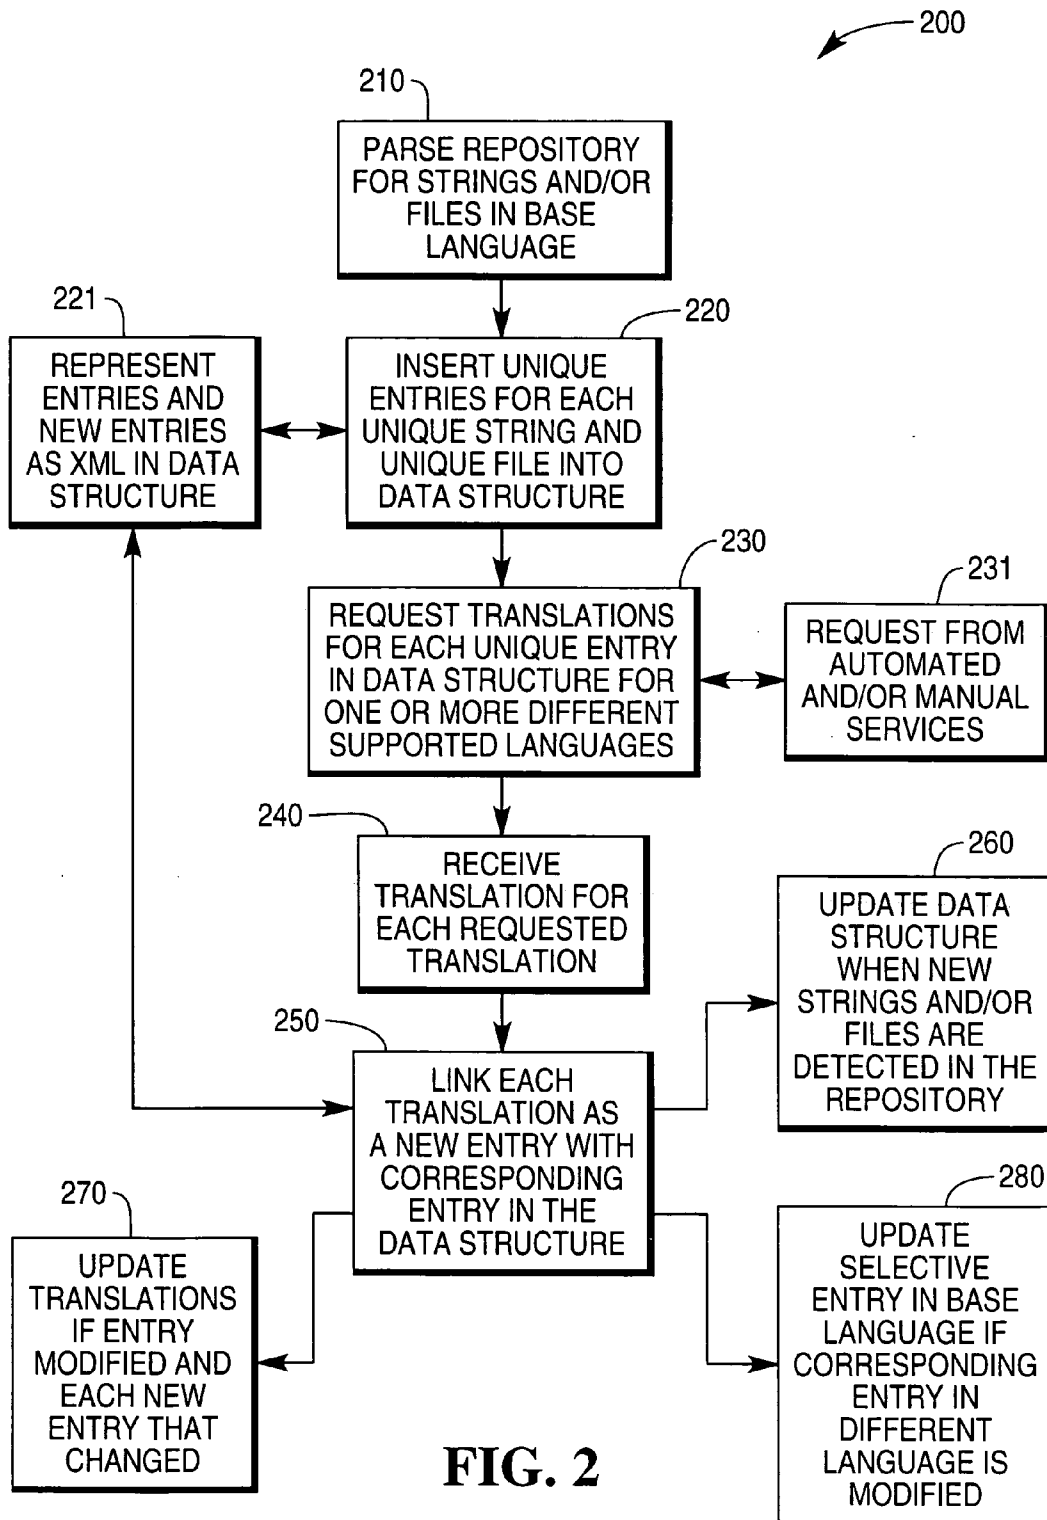 200
210
PARSE REPOSITORY
FOR STRINGS AND/OR
FILES IN BASE
LANGUAGE
221
REPRESENT
ENTRIES AND
NEW ENTRIES
AS XML IN DATA
STRUCTURE
220
INSERT UNIQUE
ENTRIES FOR EACH
UNIQUE STRING AND
UNIQUE FILE INTO
DATA STRUCTURE
230
REQUEST TRANSLATIONS
FOR EACH UNIQUE ENTRY
IN DATA STRUCTURE FOR
ONE OR MORE DIFFERENT
SUPPORTED LANGUAGES
231
REQUEST FROM
AUTOMATED
AND/OR MANUAL
SERVICES
240
RECEIVE
TRANSLATION FOR
EACH REQUESTED
TRANSLATION
260
UPDATE DATA
STRUCTURE
WHEN NEW
STRINGS AND/OR
FILES ARE
DETECTED IN THE
REPOSITORY
250
LINK EACH
TRANSLATION AS
A NEW ENTRY WITH
CORRESPONDING
ENTRY IN THE
DATA STRUCTURE
270
UPDATE
TRANSLATIONS
IF ENTRY
MODIFIED AND
EACH NEW
ENTRY THAT
CHANGED
280
UPDATE
SELECTIVE
ENTRY IN BASE
LANGUAGE IF
CORRESPONDING
ENTRY IN
DIFFERENT
LANGUAGE IS
MODIFIED
FIG. 2